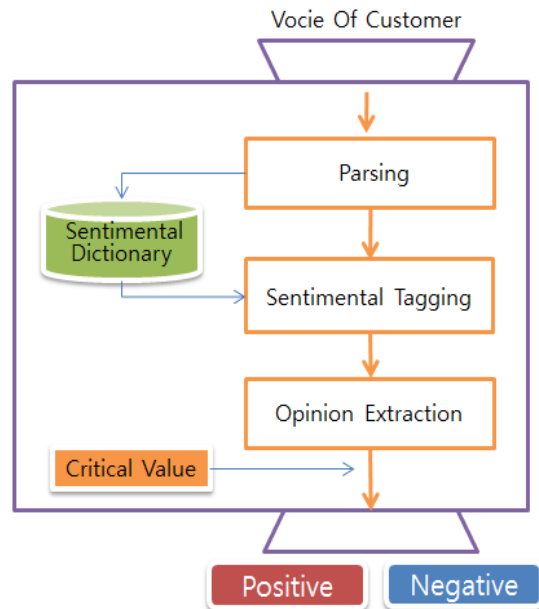 Vocie Of Customer
Parsing
Sentimental
Dictionary
Sentimental Tagging
Opinion Extraction
Critical Value
Positive
Negative